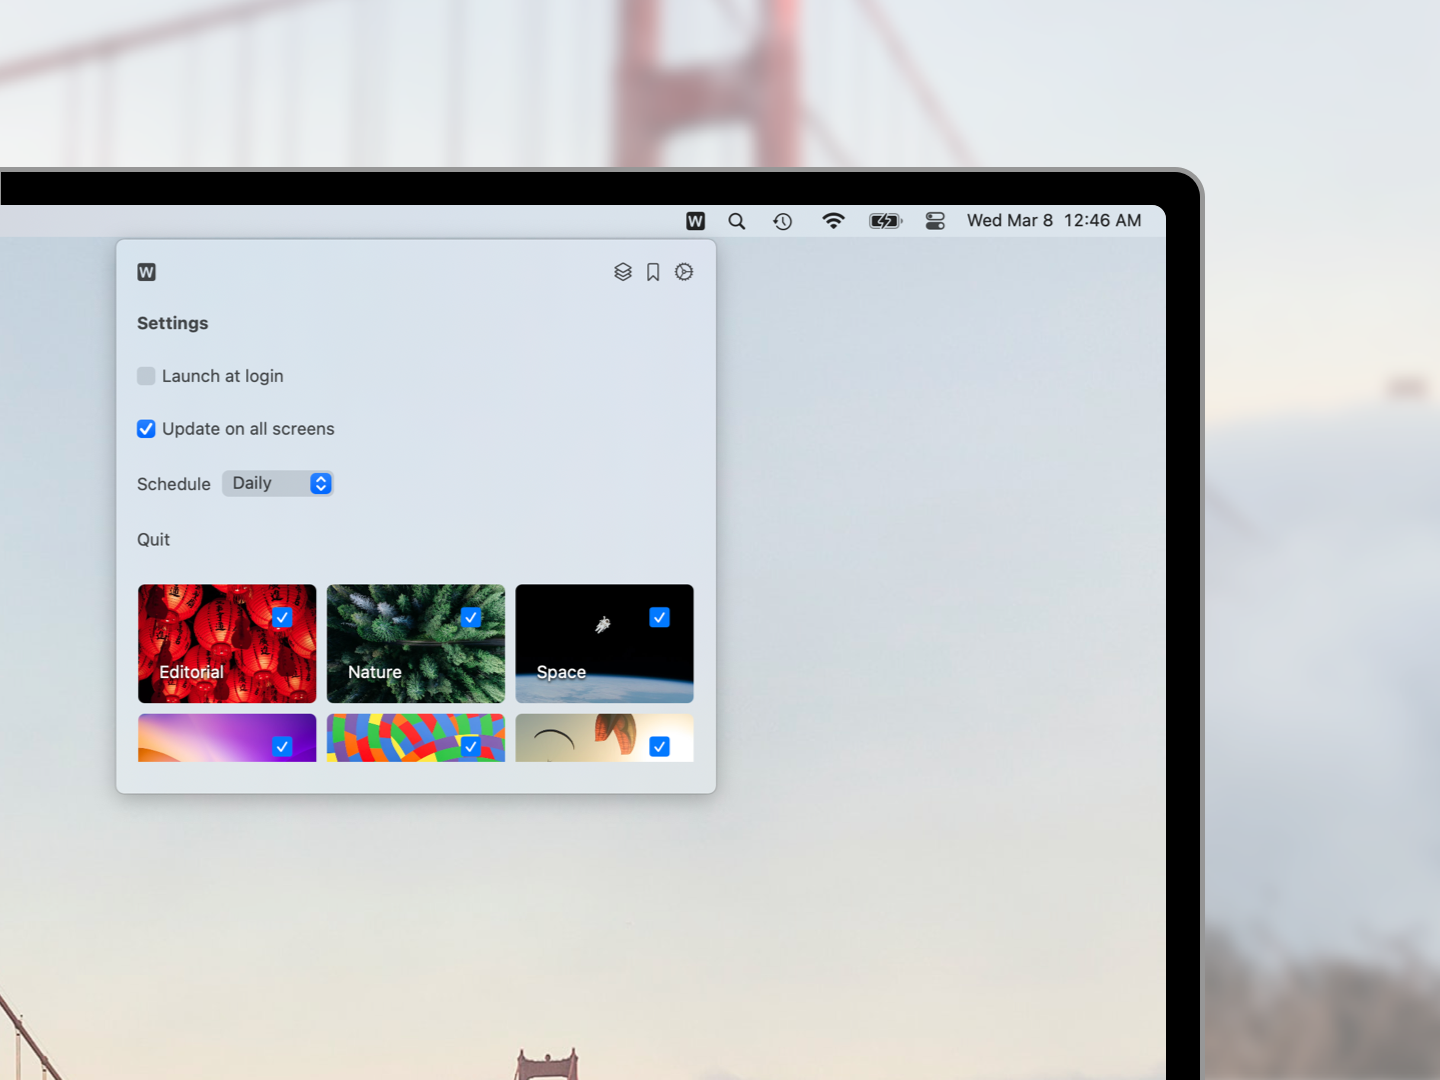 W
Wed Mar 8 12:46 AM
W
Settings
Launch at login
Update on all screens
Schedule
Daily
Quit
Editorial
Nature
Space